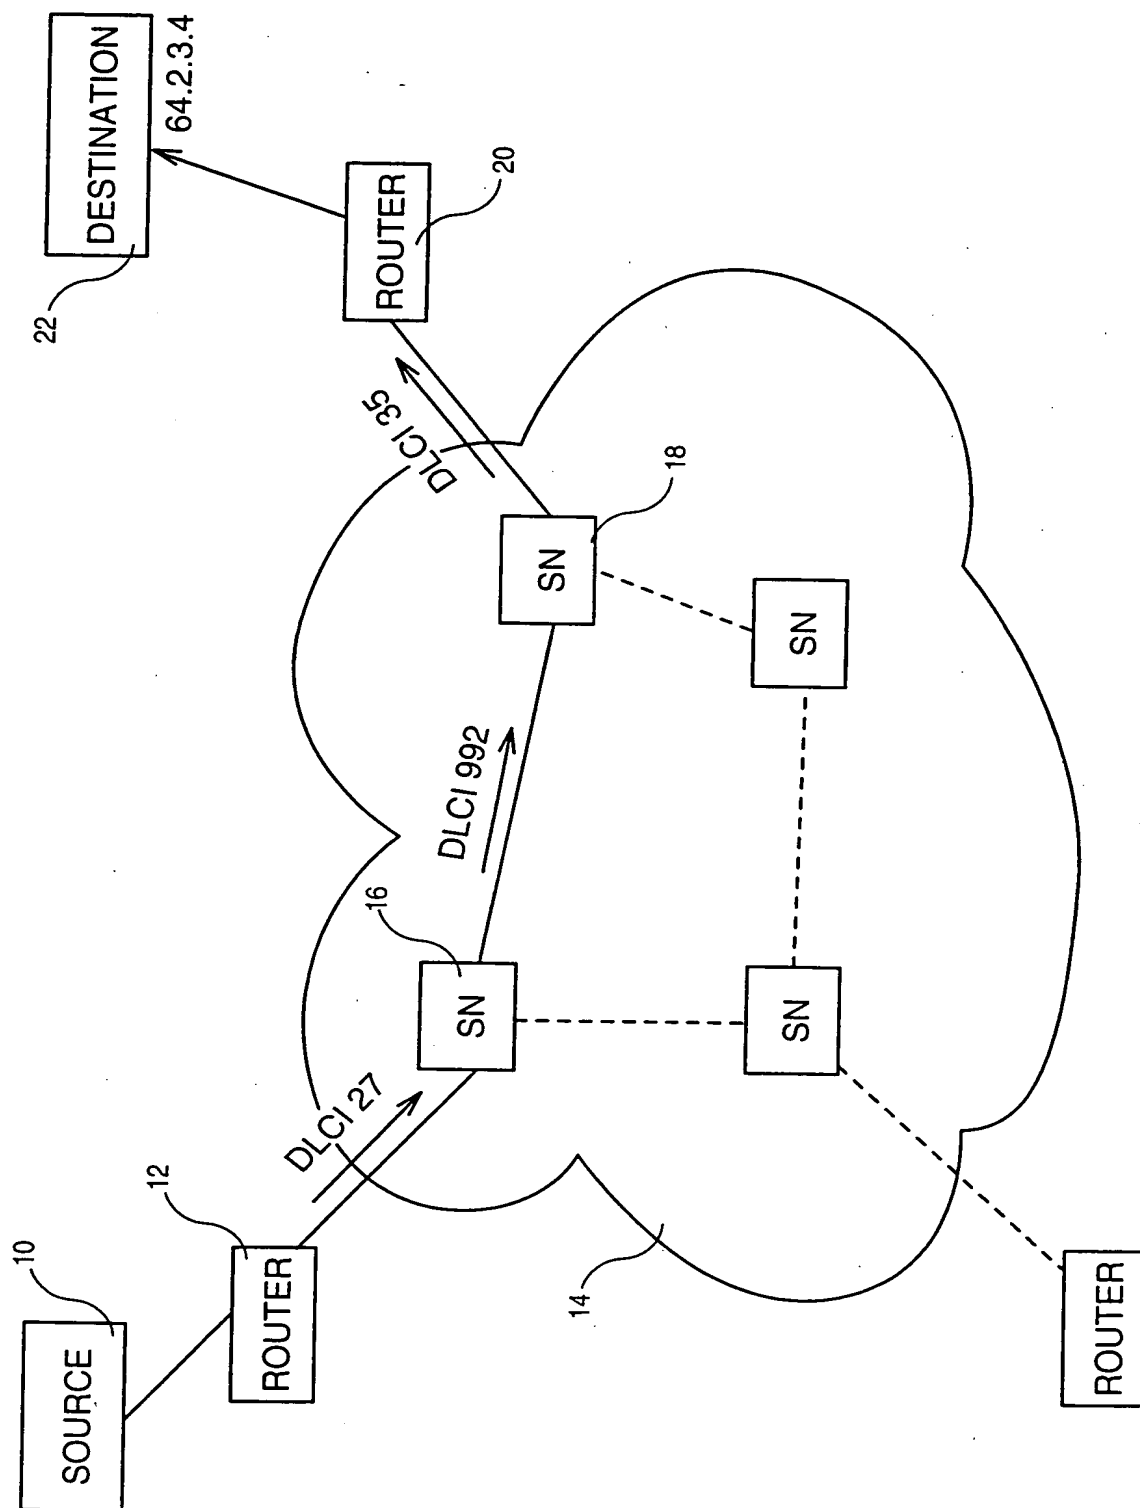 SOURCE
10
ROUTER
12
DLCI 27
SN
16
DLCI 992
SN
18
DLCI 35
ROUTER
20
DESTINATION
22
64.2.3.4
14
SN
SN
ROUTER